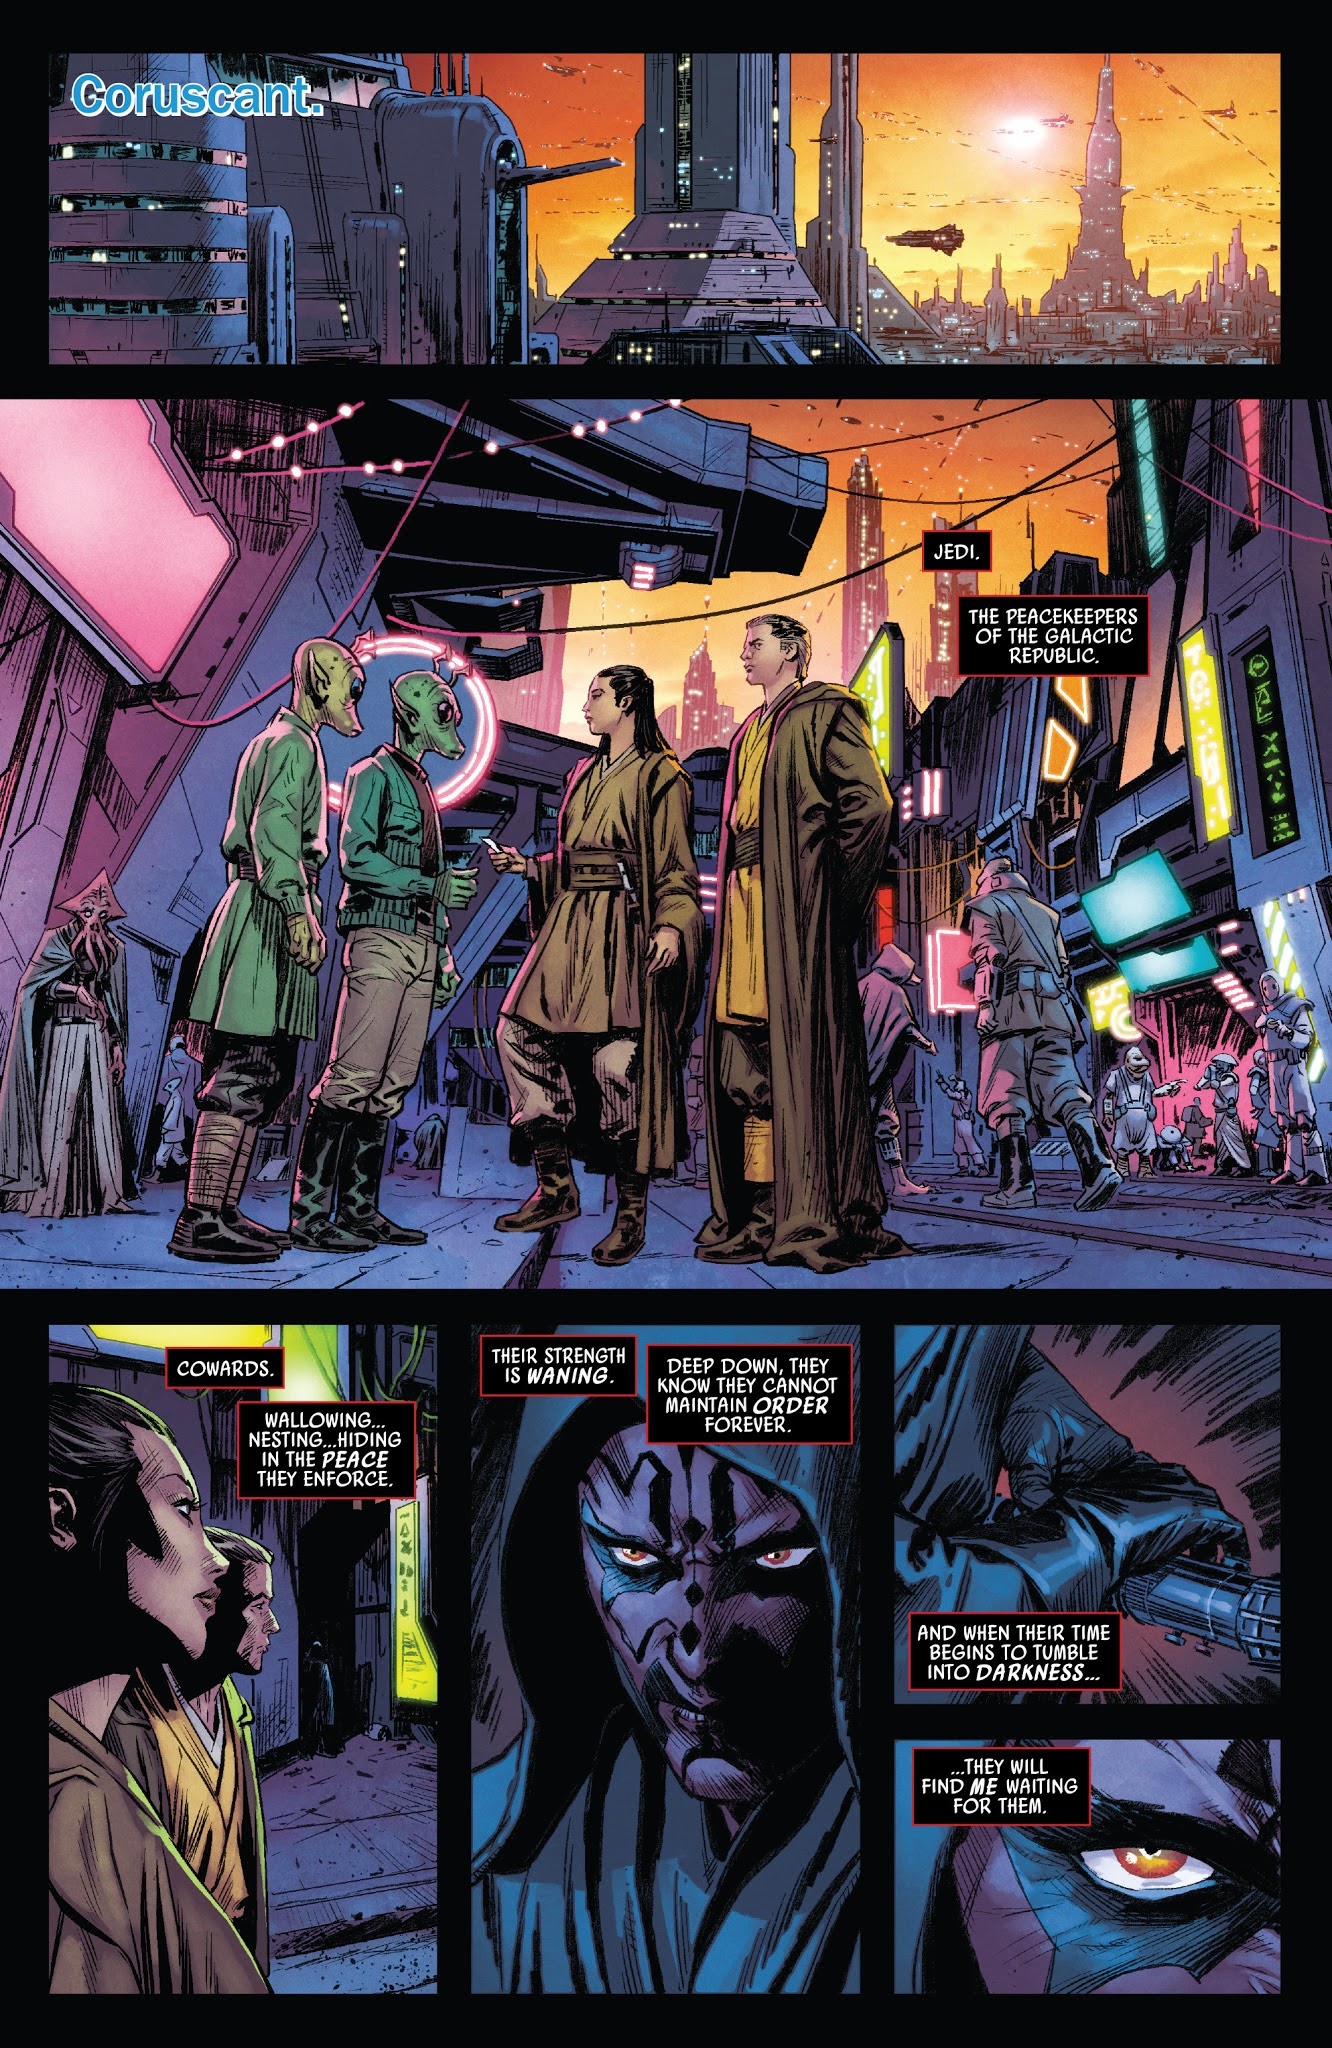 Coruscant.
JEDI.
THE PEACEKEEPERS
OF THE GALACTIC
REPUBLIC.
COWARDS.
WALLOWING...
NESTING...HIDING
IN THE PEACE
THEY ENFORCE.
THEIR STRENGTH
IS WANING.
DEEP DOWN, THEY
KNOW THEY CANNOT
MAINTAIN ORDER
FOREVER.
AND WHEN THEIR TIME
BEGINS TO TUMBLE
INTO DARKNESS...
...THEY WILL
FIND ME WAITING
FOR THEM.